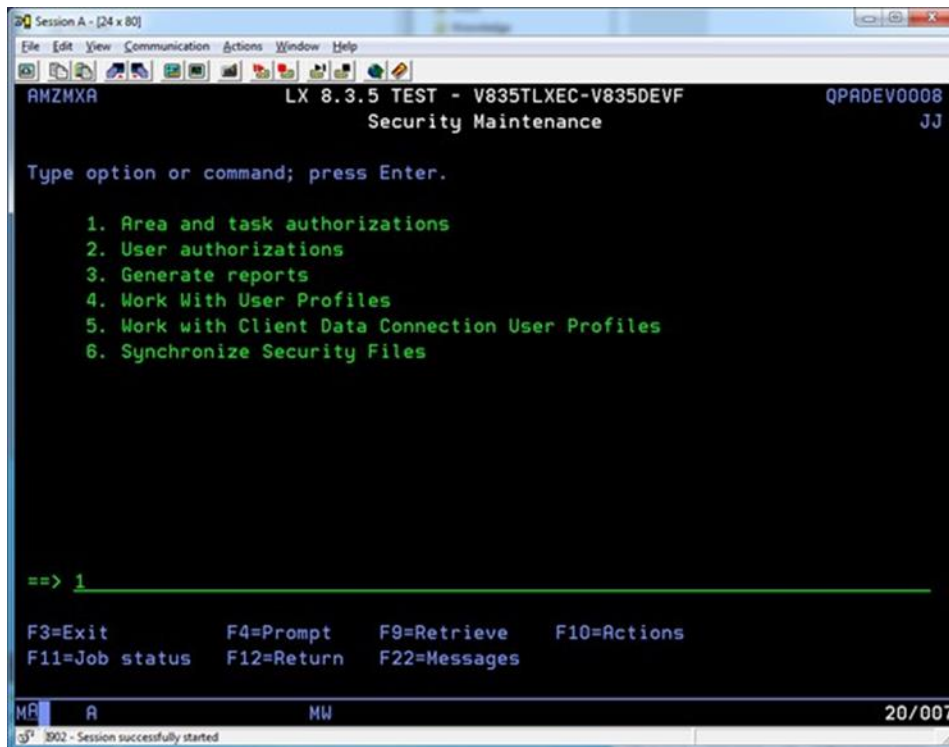 Session A - [24 x 80]
File Edit View Communication Actions Window Help
AMZMXA LX 8.3.5 TEST - V835TLXEC-V835DEVF QPADEV0008
Security Maintenance JJ
Type option or command; press Enter.
1. Area and task authorizations
2. User authorizations
3. Generate reports
4. Work With User Profiles
5. Work with Client Data Connection User Profiles
6. Synchronize Security Files
==> 1
F3=Exit F4=Prompt F9=Retrieve F10=Actions
F11=Job status F12=Return F22=Messages
MA A MW 20/007
I902 - Session successfully started